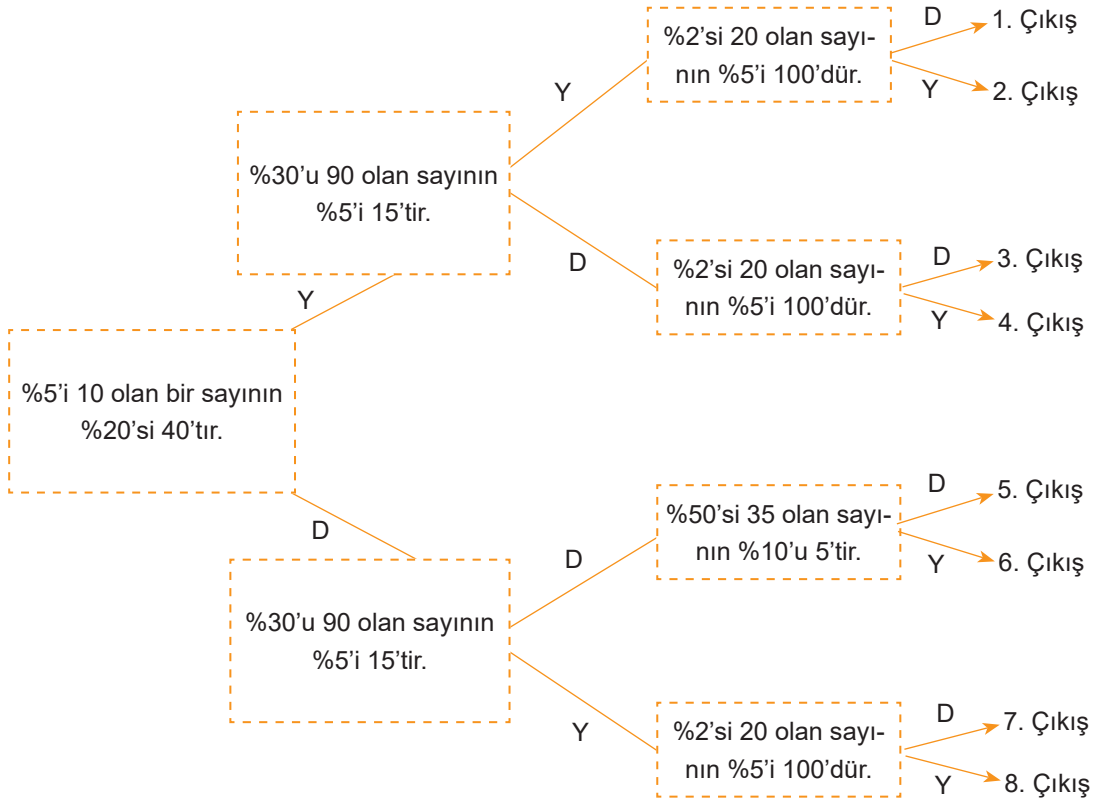 %5’i 10 olan bir sayının
%20’si 40’tır.
Y
D
%30’u 90 olan sayının
%5’i 15’tir.
Y
D
%2’si 20 olan sayı-
nın %5’i 100’dür.
D
1. Çıkış
Y
2. Çıkış
%2’si 20 olan sayı-
nın %5’i 100’dür.
D
3. Çıkış
Y
4. Çıkış
%30’u 90 olan sayının
%5’i 15’tir.
D
Y
%50’si 35 olan sayı-
nın %10’u 5’tir.
D
5. Çıkış
Y
6. Çıkış
%2’si 20 olan sayı-
nın %5’i 100’dür.
D
7. Çıkış
Y
8. Çıkış